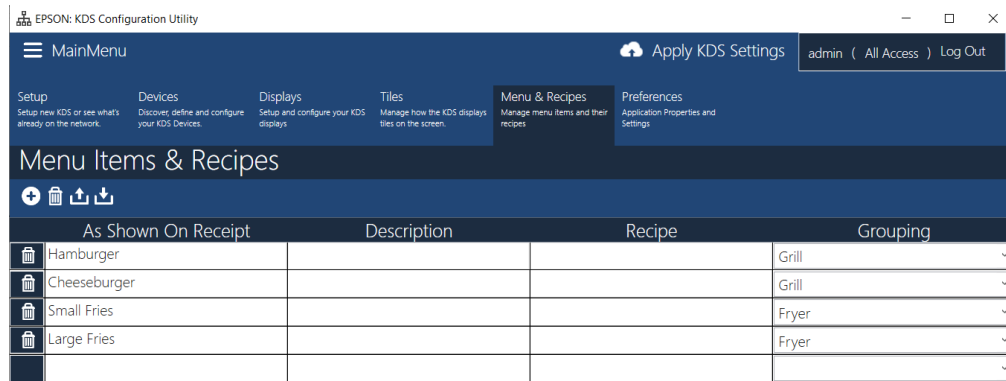 EPSON: KDS Configuration Utility
MainMenu
Apply KDS Settings
admin ( All Access ) Log Out
Setup
Setup new KDS or see what's
already on the network.
Devices
Discover, define and configure
your KDS Devices.
Displays
Setup and configure your KDS
displays
Tiles
Manage how the KDS displays
tiles on the screen.
Menu & Recipes
Manage menu items and their
recipes
Preferences
Application Properties and
Settings
Menu Items & Recipes
As Shown On Receipt Description Recipe Grouping
Hamburger Grill
Cheeseburger Grill
Small Fries Fryer
Large Fries Fryer